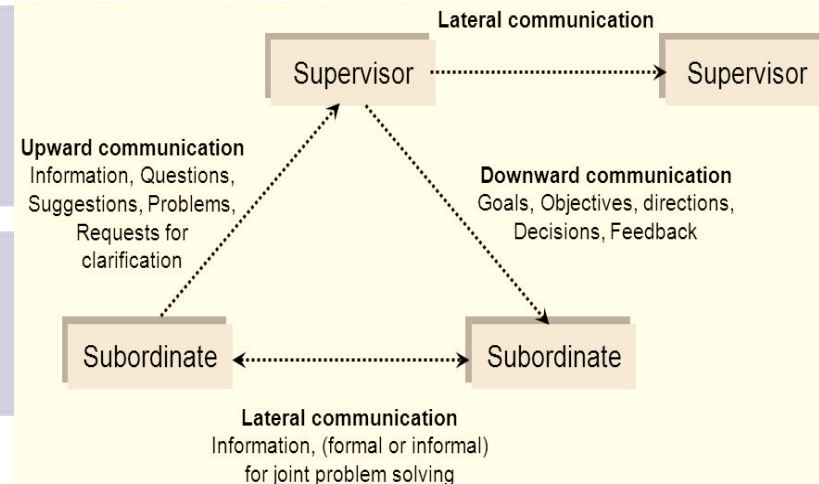 Lateral communication
Supervisor
Supervisor
Upward communication
Information, Questions,
Suggestions, Problems,
Requests for
clarification
Downward communication
Goals, Objectives, directions,
Decisions, Feedback
Subordinate
Subordinate
Lateral communication
Information, (formal or informal)
for joint problem solving